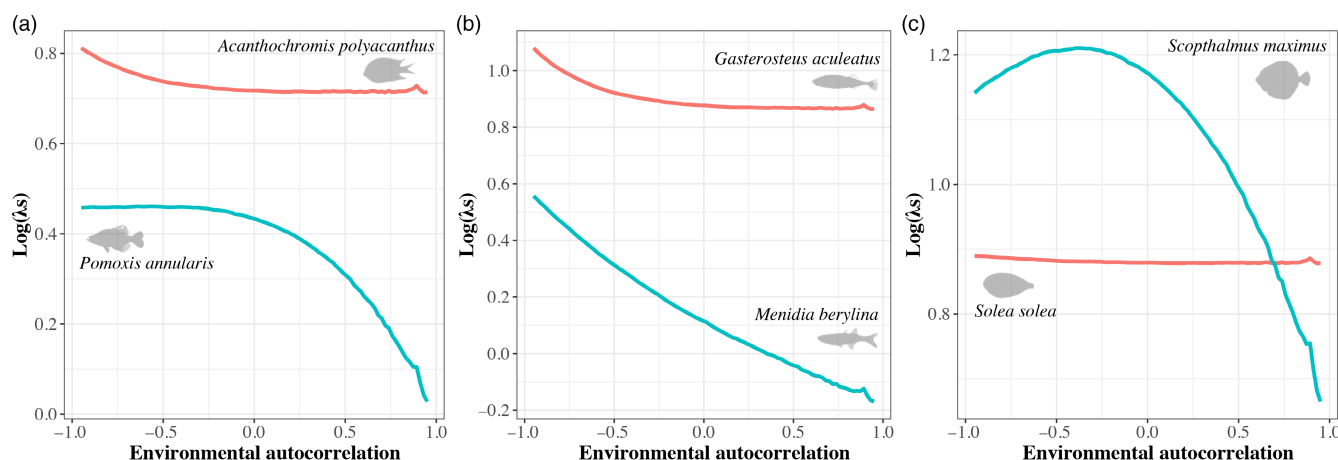 (a)
Acanthochromis polyacanthus
Pomoxis annularis
0.8
0.6
0.4
0.2
0.0
Log(λs)
−1.0 −0.5 0.0 0.5 1.0
Environmental autocorrelation
(b)
Gasterosteus aculeatus
Menidia berylina
1.0
0.8
0.6
0.4
0.2
0.0
−0.2
Log(λs)
−1.0 −0.5 0.0 0.5 1.0
Environmental autocorrelation
(c)
Scopthalmus maximus
Solea solea
1.2
1.0
0.8
Log(λs)
−1.0 −0.5 0.0 0.5 1.0
Environmental autocorrelation